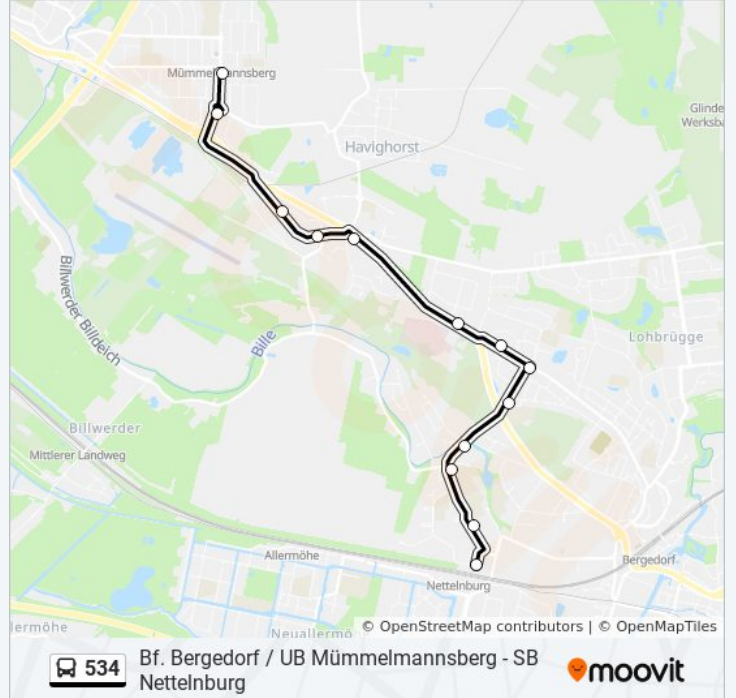 Mümmelmannsberg
Glinde
Werksba
Havighorst
Billwerder Billdeich
Bille
Lohbrügge
Billwerder
Mittlerer Landweg
Allermöhe
Bergedorf
Nettelnburg
lermöhe
Neuallermö
© OpenStreetMap contributors | © OpenMapTiles
534
Bf. Bergedorf / UB Mümmelmannsberg - SB
Nettelnburg
moovit